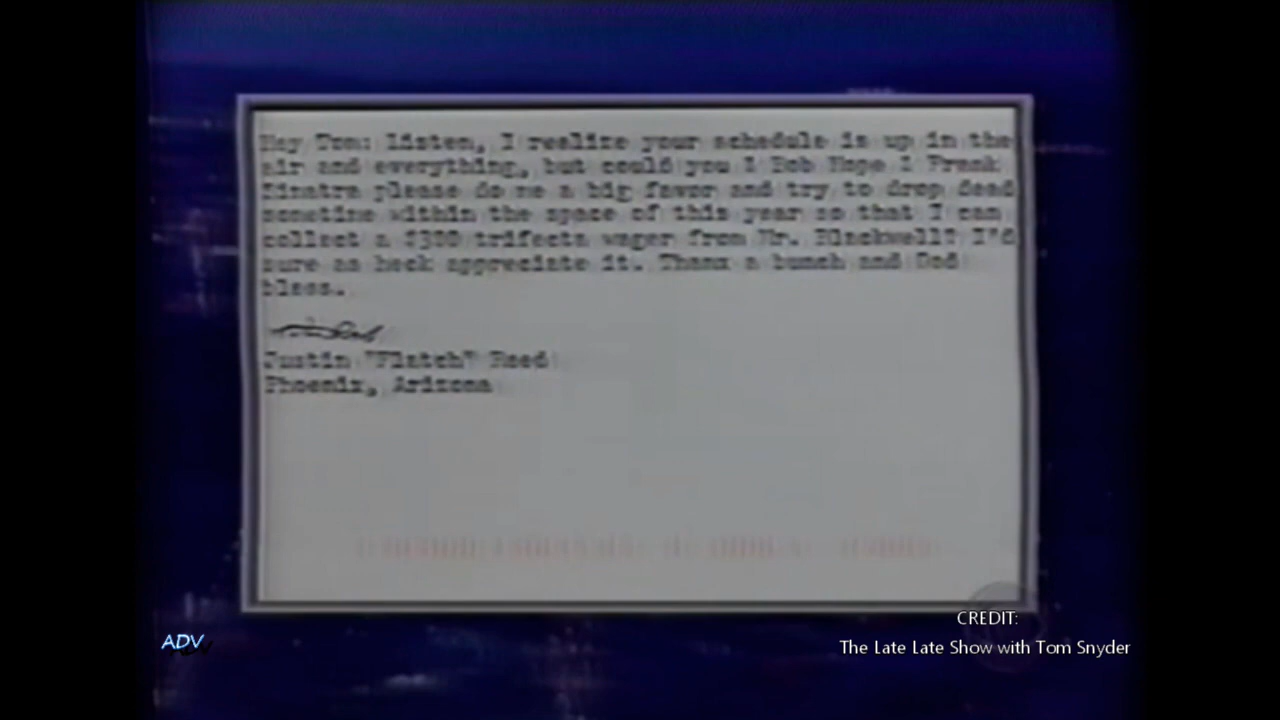 Hey Tom: Listen, I realize your schedule is up in the
air and everything, but could you & Bob Hope & Frank
Sinatra please do me a big favor and try to drop dead
sometime within the space of this year so that I can
collect a $300 trifecta wager from Mr. Blackwell? I'd
sure as heck appreciate it. Thanx a bunch and God
bless.
Justin "Flatch" Reed
Phoenix, Arizona
CREDIT:
The Late Late Show with Tom Snyder
ADV